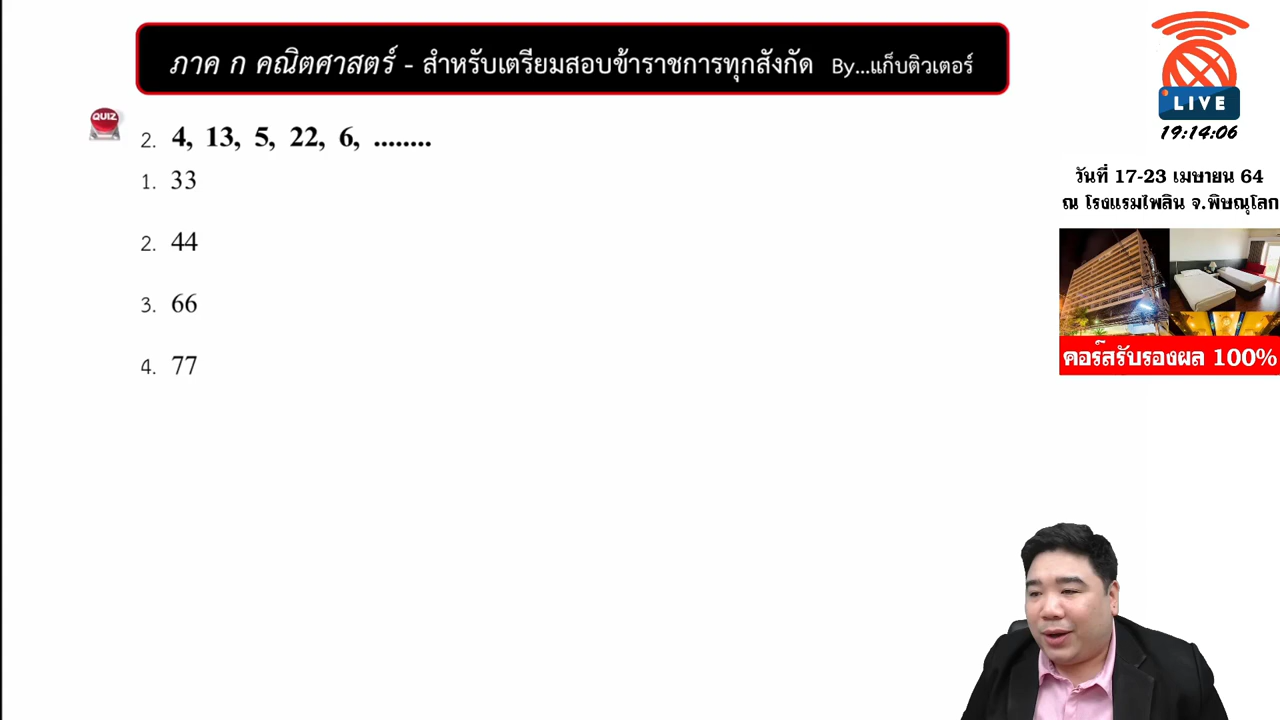 ภาค ก คณิตศาสตร์ - สำหรับเตรียมสอบข้าราชการทุกสังกัด By...แก็บติวเตอร์
LIVE
19:14:06
QUIZ
2. 4, 13, 5, 22, 6, ........
1. 33
2. 44
3. 66
4. 77
วันที่ 17-23 เมษายน 64
ณ โรงแรมไพลิน จ.พิษณุโลก
คอร๊สรับรองผล 100%